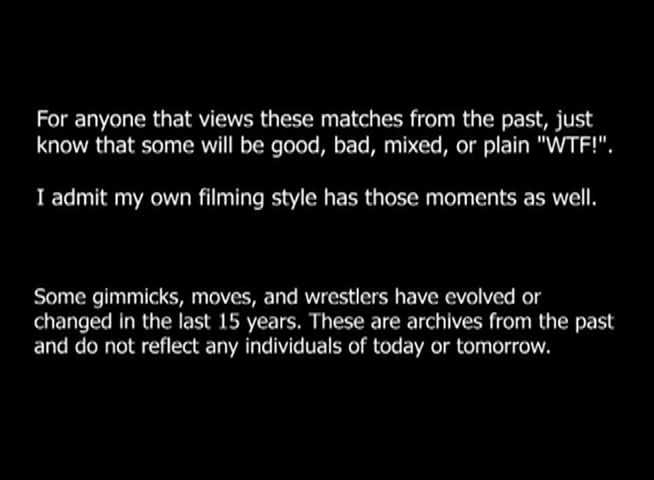 For anyone that views these matches from the past, just
know that some will be good, bad, mixed, or plain "WTF!".
I admit my own filming style has those moments as well.
Some gimmicks, moves, and wrestlers have evolved or
changed in the last 15 years. These are archives from the past
and do not reflect any individuals of today or tomorrow.